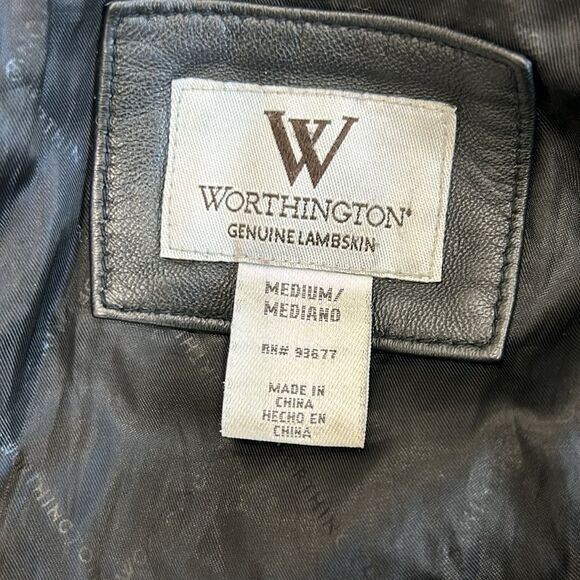 W
WORTHINGTON®
GENUINE LAMBSKIN
MEDIUM/
MEDIANO
RN# 93677
MADE IN
CHINA
HECHO EN
CHINA